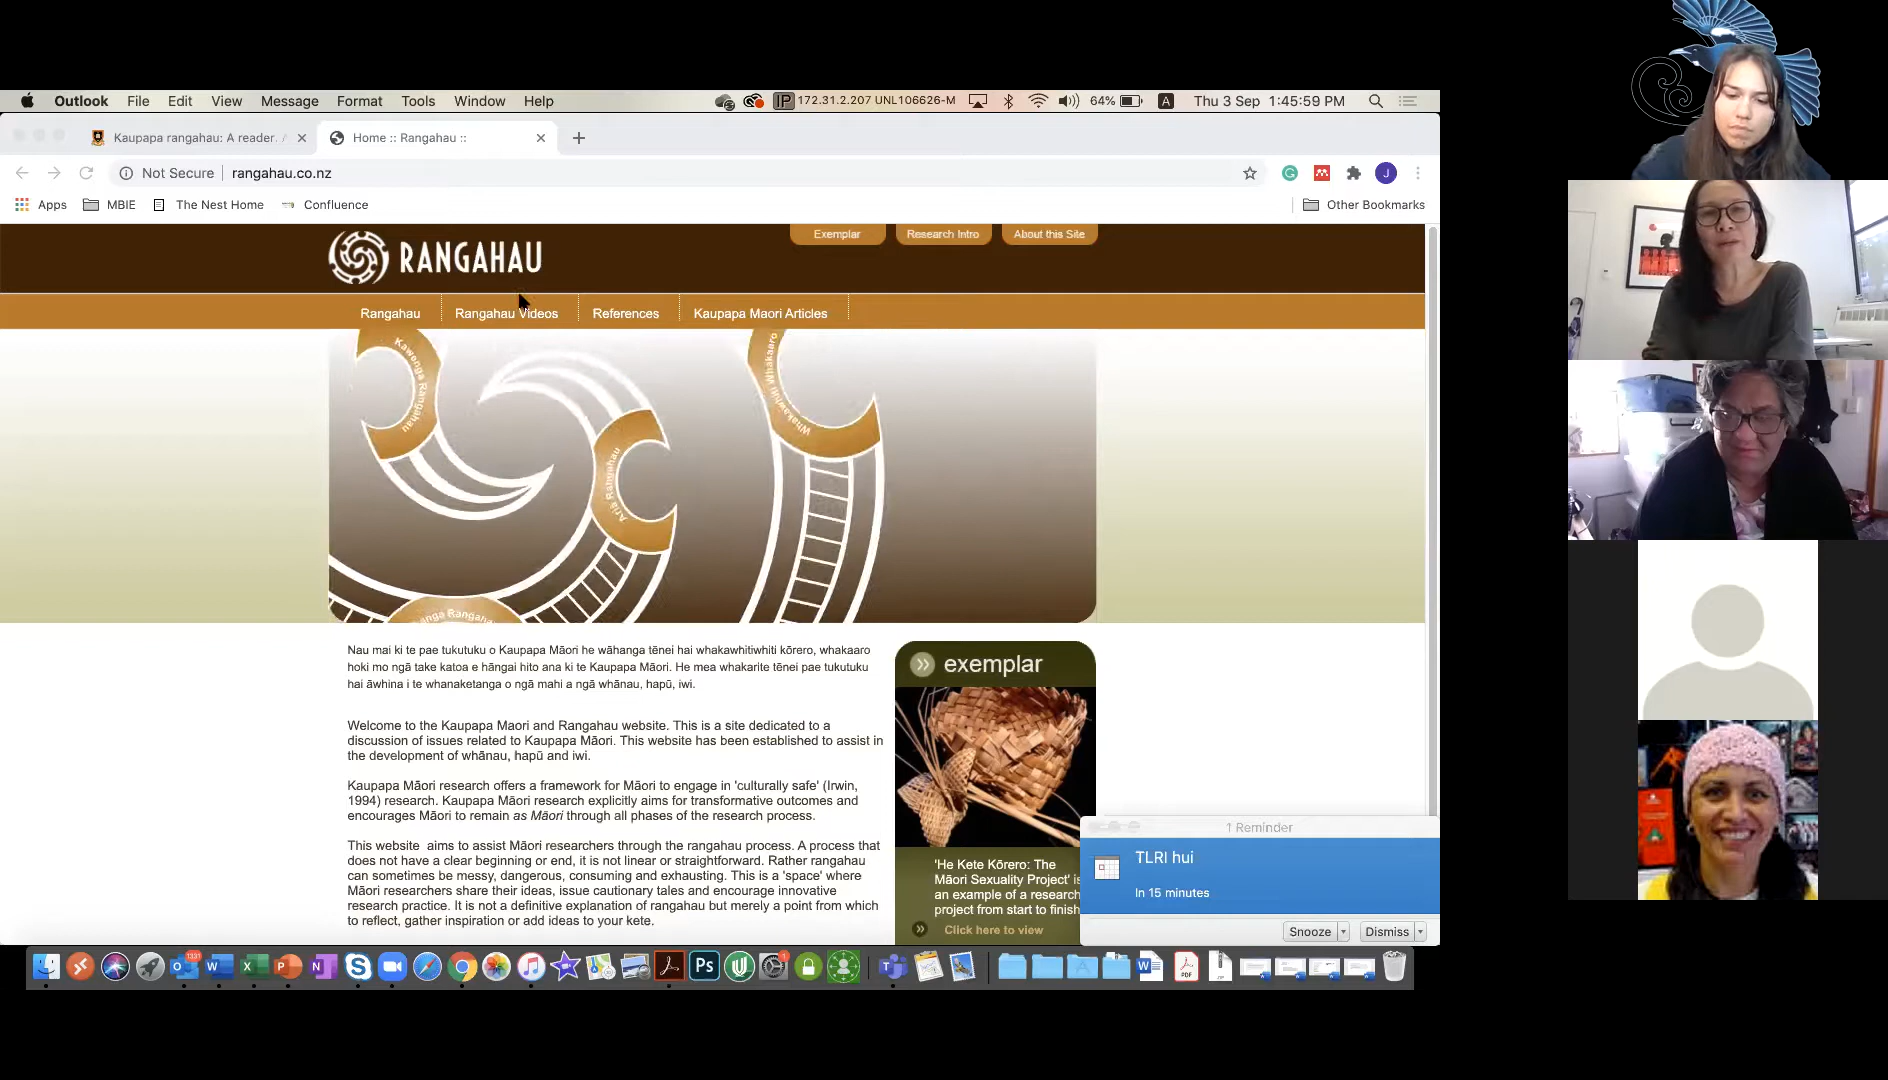 Outlook File Edit View Message Format Tools Window Help
172.31.2.207 UNL106626-M 64% A Thu 3 Sep 1:45:59 PM
Kaupapa rangahau: A reader.
Home :: Rangahau ::
Not Secure rangahau.co.nz
J
Apps MBIE The Nest Home Confluence Other Bookmarks
RANGAHAU
Exemplar Research Intro About this Site
Rangahau Rangahau Videos References Kaupapa Maori Articles
Kawenga Rangahau
Whakawhiti Whakaaro
Aria Rangahau
anga Rangaha
Nau mai ki te pae tukutuku o Kaupapa Māori he wāhanga tēnei hai whakawhitiwhiti kōrero, whakaaro
hoki mo ngā take katoa e hāngai hito ana ki te Kaupapa Māori. He mea whakarite tēnei pae tukutuku
hai āwhina i te whanaketanga o ngā mahi a ngā whānau, hapū, iwi.
Welcome to the Kaupapa Maori and Rangahau website. This is a site dedicated to a
discussion of issues related to Kaupapa Māori. This website has been established to assist in
the development of whānau, hapū and iwi.
Kaupapa Māori research offers a framework for Māori to engage in 'culturally safe' (Irwin,
1994) research. Kaupapa Māori research explicitly aims for transformative outcomes and
encourages Māori to remain as Māori through all phases of the research process.
This website aims to assist Māori researchers through the rangahau process. A process that
does not have a clear beginning or end, it is not linear or straightforward. Rather rangahau
can sometimes be messy, dangerous, consuming and exhausting. This is a 'space' where
Māori researchers share their ideas, issue cautionary tales and encourage innovative
research practice. It is not a definitive explanation of rangahau but merely a point from which
to reflect, gather inspiration or add ideas to your kete.
exemplar
'He Kete Kōrero: The
Māori Sexuality Project' is
an example of a research
project from start to finish
Click here to view
1 Reminder
TLRI hui
In 15 minutes
Snooze Dismiss
1331
Ps
PDF